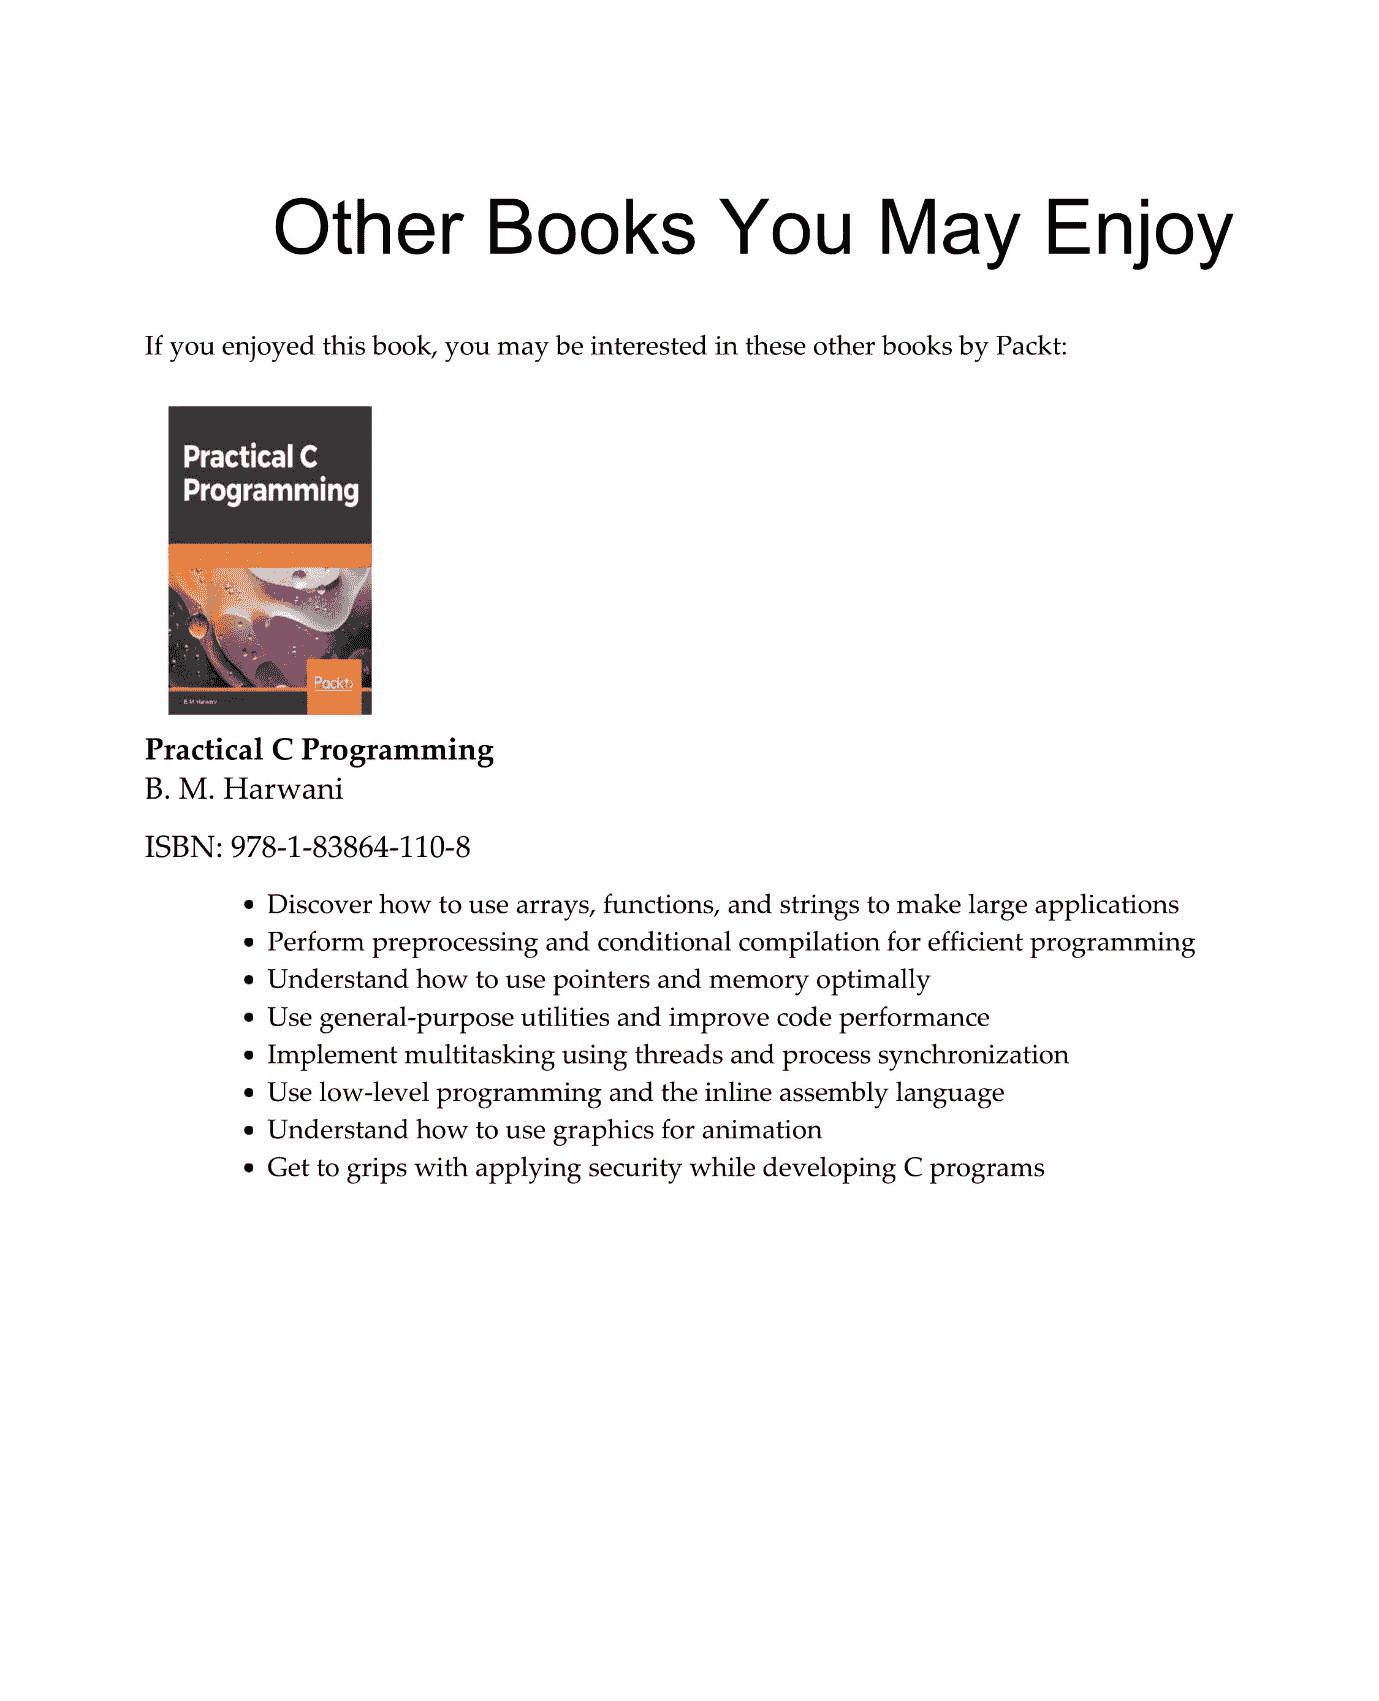 Other Books You May Enjoy
If you enjoyed this book, you may be interested in these other books by Packt:
Practical C
Programming
Packt>
B. M. Harwani
Practical C Programming
B. M. Harwani
ISBN: 978-1-83864-110-8
• Discover how to use arrays, functions, and strings to make large applications
• Perform preprocessing and conditional compilation for efficient programming
• Understand how to use pointers and memory optimally
• Use general-purpose utilities and improve code performance
• Implement multitasking using threads and process synchronization
• Use low-level programming and the inline assembly language
• Understand how to use graphics for animation
• Get to grips with applying security while developing C programs